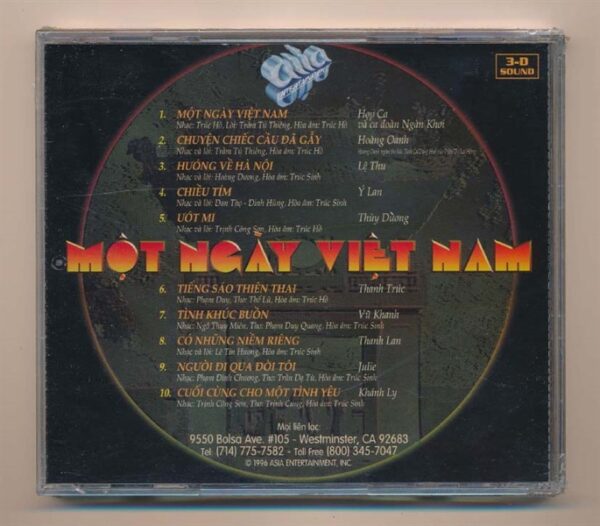 asia
ENTERTAINMENT
3-D
SOUND
1. MỘT NGÀY VIỆT NAM Hợp Ca
Nhạc: Trúc Hồ, Lời: Trầm Tử Thiêng, Hòa âm: Trúc Hồ và ca đoàn Ngàn Khơi
2. CHUYỆN CHIẾC CẦU ĐÃ GẪY Hoàng Oanh
Nhạc và lời: Trầm Tử Thiêng, Hòa âm: Trúc Hồ
3. HƯỚNG VỀ HÀ NỘI Lệ Thu
Nhạc và lời: Hoàng Dương, Hòa âm: Trúc Sinh
4. CHIỀU TÍM Ý Lan
Nhạc và lời: Đan Thọ - Đinh Hùng, Hòa âm: Trúc Sinh
5. ƯỚT MI Thùy Dương
Nhạc và lời: Trịnh Công Sơn, Hòa âm: Trúc Hồ
MỘT NGÀY VIỆT NAM
6. TIẾNG SÁO THIÊN THAI Thanh Trúc
Nhạc: Phạm Duy, Thơ: Thế Lữ, Hòa âm: Trúc Hồ
7. TÌNH KHÚC BUỒN Vũ Khanh
Nhạc: Ngô Thụy Miên, Thơ: Phạm Duy Quang, Hòa âm: Trúc Sinh
8. CÓ NHỮNG NIỀM RIÊNG Thanh Lan
Nhạc và lời: Lê Tín Hương, Hòa âm: Trúc Sinh
9. NGƯỜI ĐI QUA ĐỜI TÔI Julie
Nhạc: Phạm Đình Chương, Thơ: Trần Dạ Từ, Hòa âm: Trúc Sinh
10. CUỐI CÙNG CHO MỘT TÌNH YÊU Khánh Ly
Nhạc: Trịnh Công Sơn, Thơ: Trịnh Cung, Hòa âm: Trúc Sinh
Mọi liên lạc:
9550 Bolsa Ave. #105 - Westminster, CA 92683
Tel: (714) 775-7582 - Toll Free (800) 345-7047
© 1996 ASIA ENTERTAINMENT, INC.